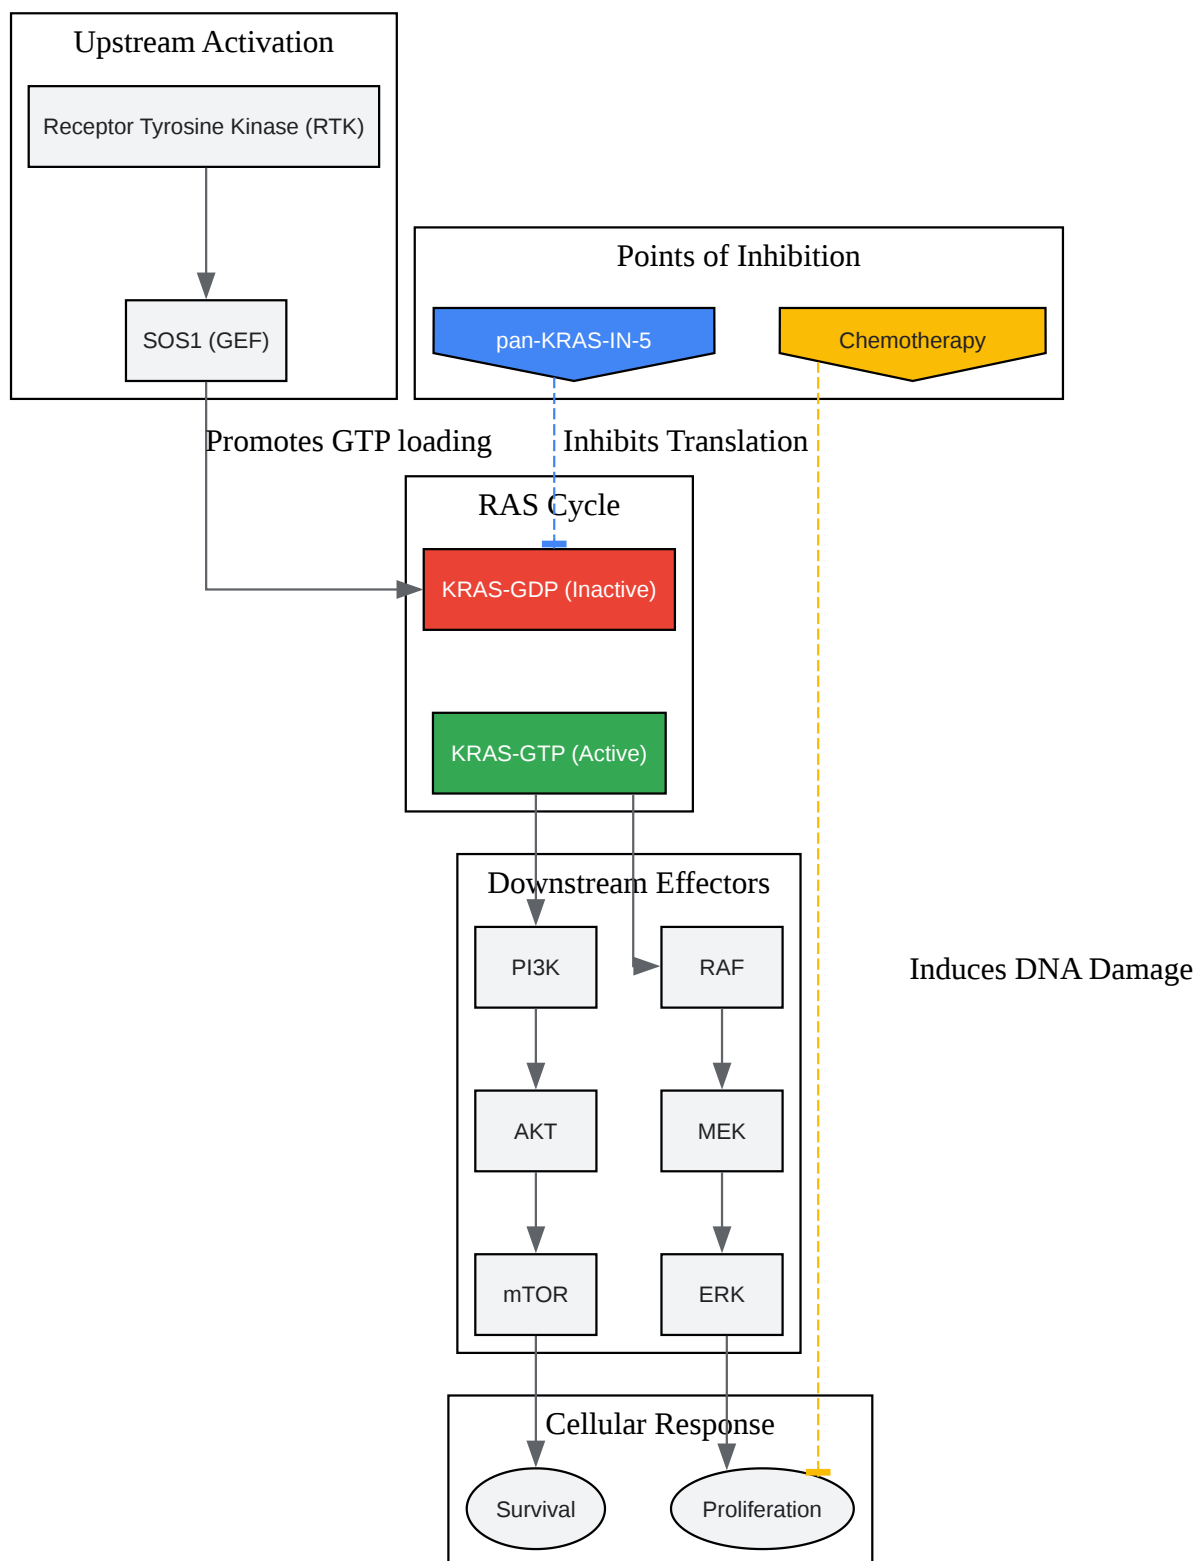 Upstream Activation
Receptor Tyrosine Kinase (RTK)
Points of Inhibition
SOS1 (GEF)
pan-KRAS-IN-5
Chemotherapy
Promotes GTP loading
Inhibits Translation
RAS Cycle
KRAS-GDP (Inactive)
KRAS-GTP (Active)
Downstream Effectors
PI3K
RAF
Induces DNA Damage
AKT
MEK
mTOR
ERK
Cellular Response
Survival
Proliferation